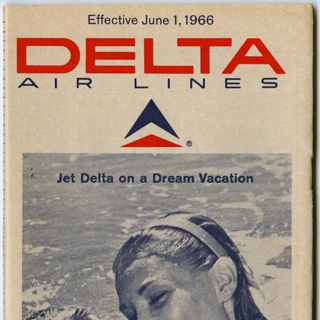 Effective June 1, 1966
DELTA
AIR LINES
®
Jet Delta on a Dream Vacation